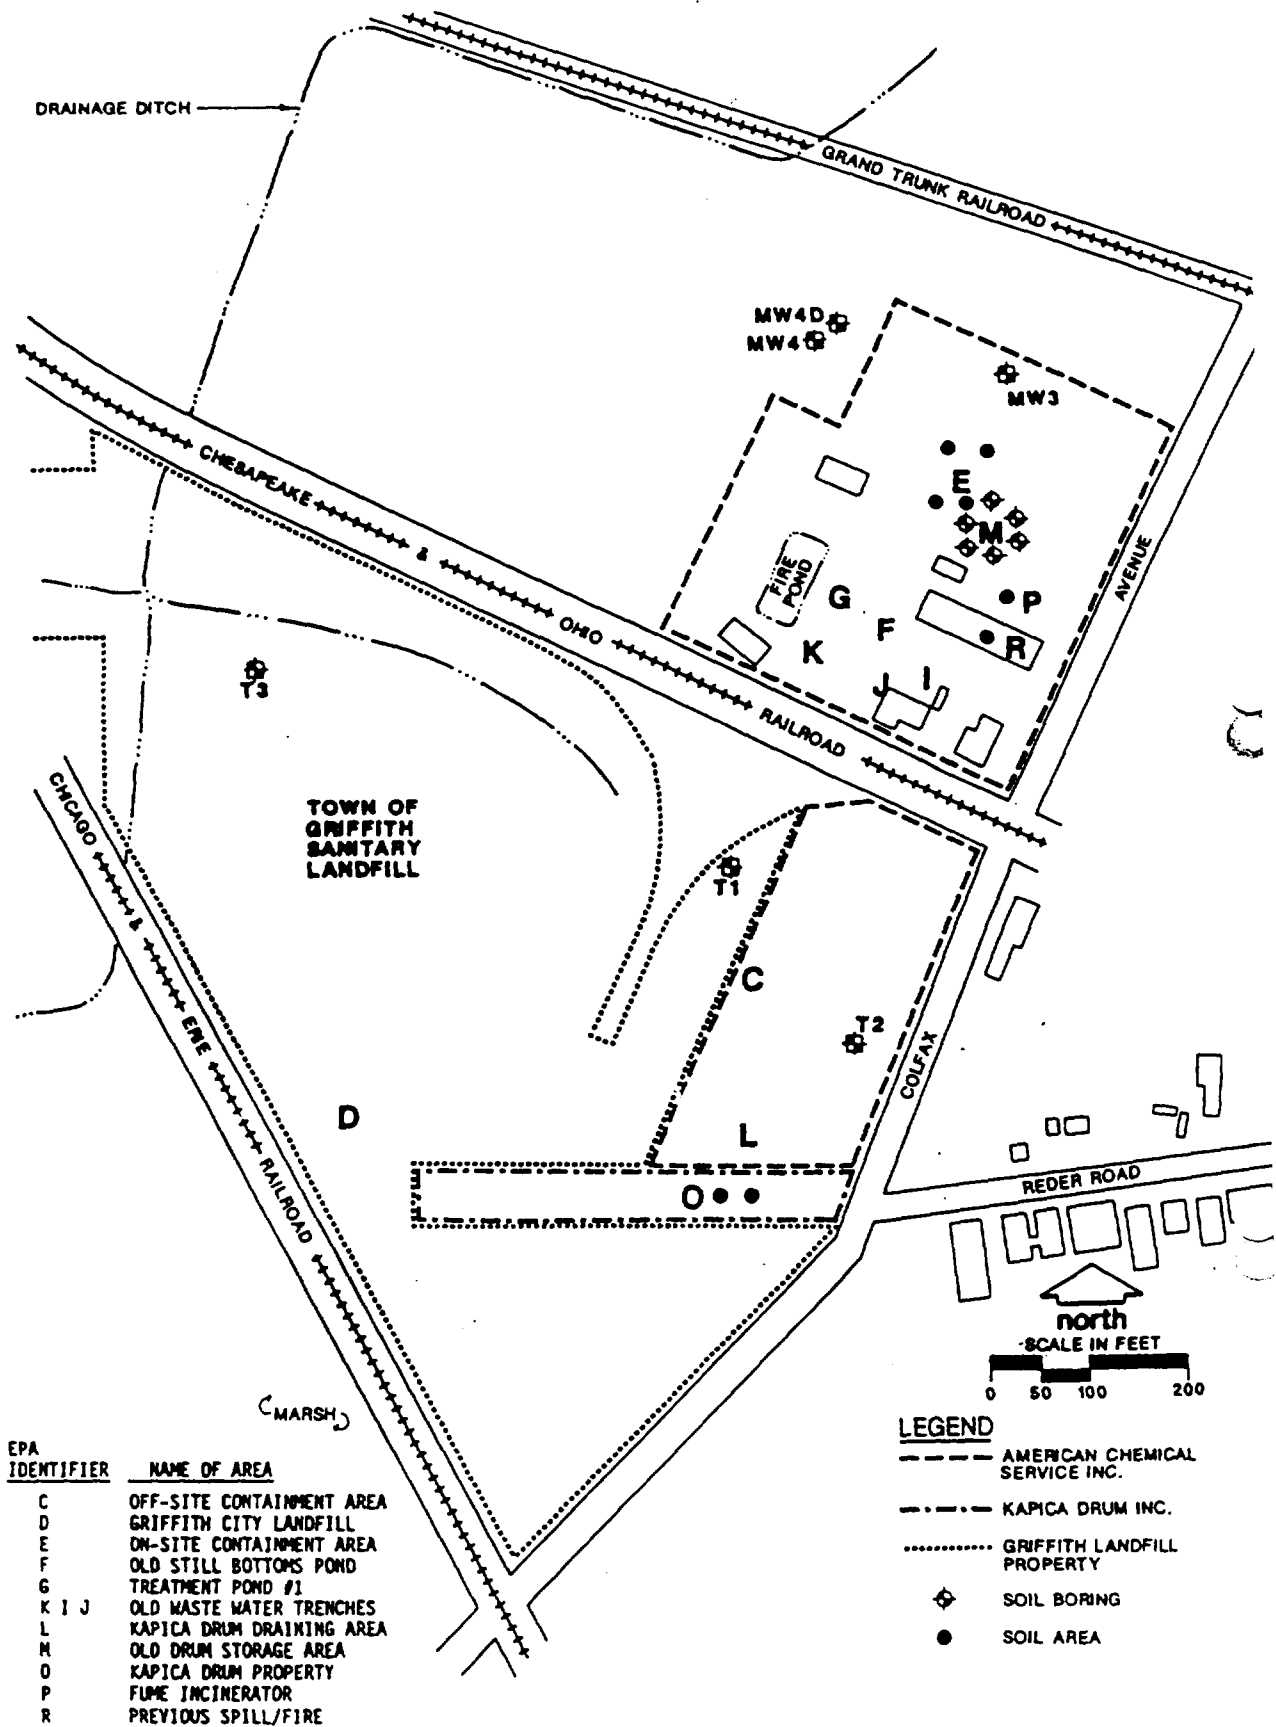 DRAINAGE DITCH
GRAND TRUNK RAILROAD
MW4D
MW4
MW3
CHESAPEAKE & OHIO RAILROAD
E
M
AVENUE
FIRE
POND
G
P
F
R
K
J
I
T3
CHICAGO & ERIE RAILROAD
TOWN OF
GRIFFITH
SANITARY
LANDFILL
T1
C
T2
COLFAX
D
L
O
REDER ROAD
north
SCALE IN FEET
0 50 100 200
MARSH
LEGEND
AMERICAN CHEMICAL
SERVICE INC.
KAPICA DRUM INC.
GRIFFITH LANDFILL
PROPERTY
SOIL BORING
SOIL AREA
EPA
IDENTIFIER NAME OF AREA
C OFF-SITE CONTAINMENT AREA
D GRIFFITH CITY LANDFILL
E ON-SITE CONTAINMENT AREA
F OLD STILL BOTTOMS POND
G TREATMENT POND #1
K I J OLD WASTE WATER TRENCHES
L KAPICA DRUM DRAINING AREA
M OLD DRUM STORAGE AREA
O KAPICA DRUM PROPERTY
P FUME INCINERATOR
R PREVIOUS SPILL/FIRE